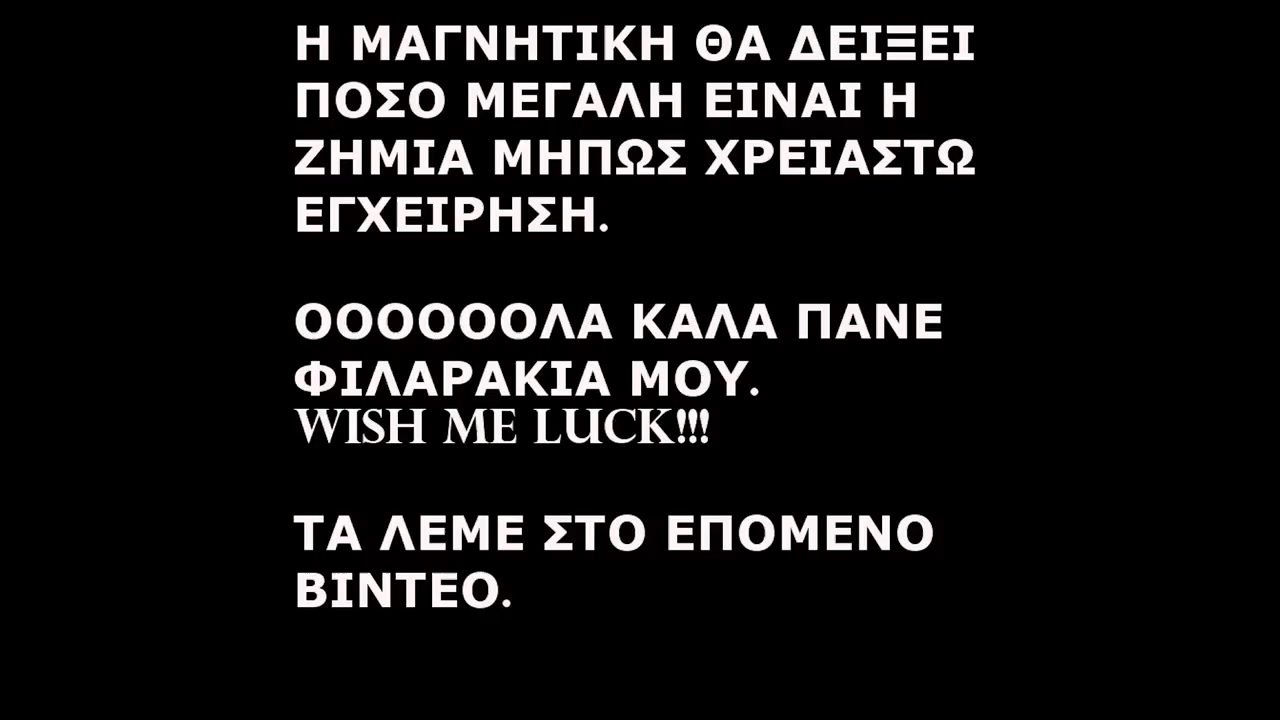 Η ΜΑΓΝΗΤΙΚΗ ΘΑ ΔΕΙΞΕΙ
ΠΟΣΟ ΜΕΓΑΛΗ ΕΙΝΑΙ Η
ΖΗΜΙΑ ΜΗΠΩΣ ΧΡΕΙΑΣΤΩ
ΕΓΧΕΙΡΗΣΗ.
ΟΟΟΟΟΟΟΛΑ ΚΑΛΑ ΠΑΝΕ
ΦΙΛΑΡΑΚΙΑ ΜΟΥ.
WISH ME LUCK!!!
ΤΑ ΛΕΜΕ ΣΤΟ ΕΠΟΜΕΝΟ
ΒΙΝΤΕΟ.